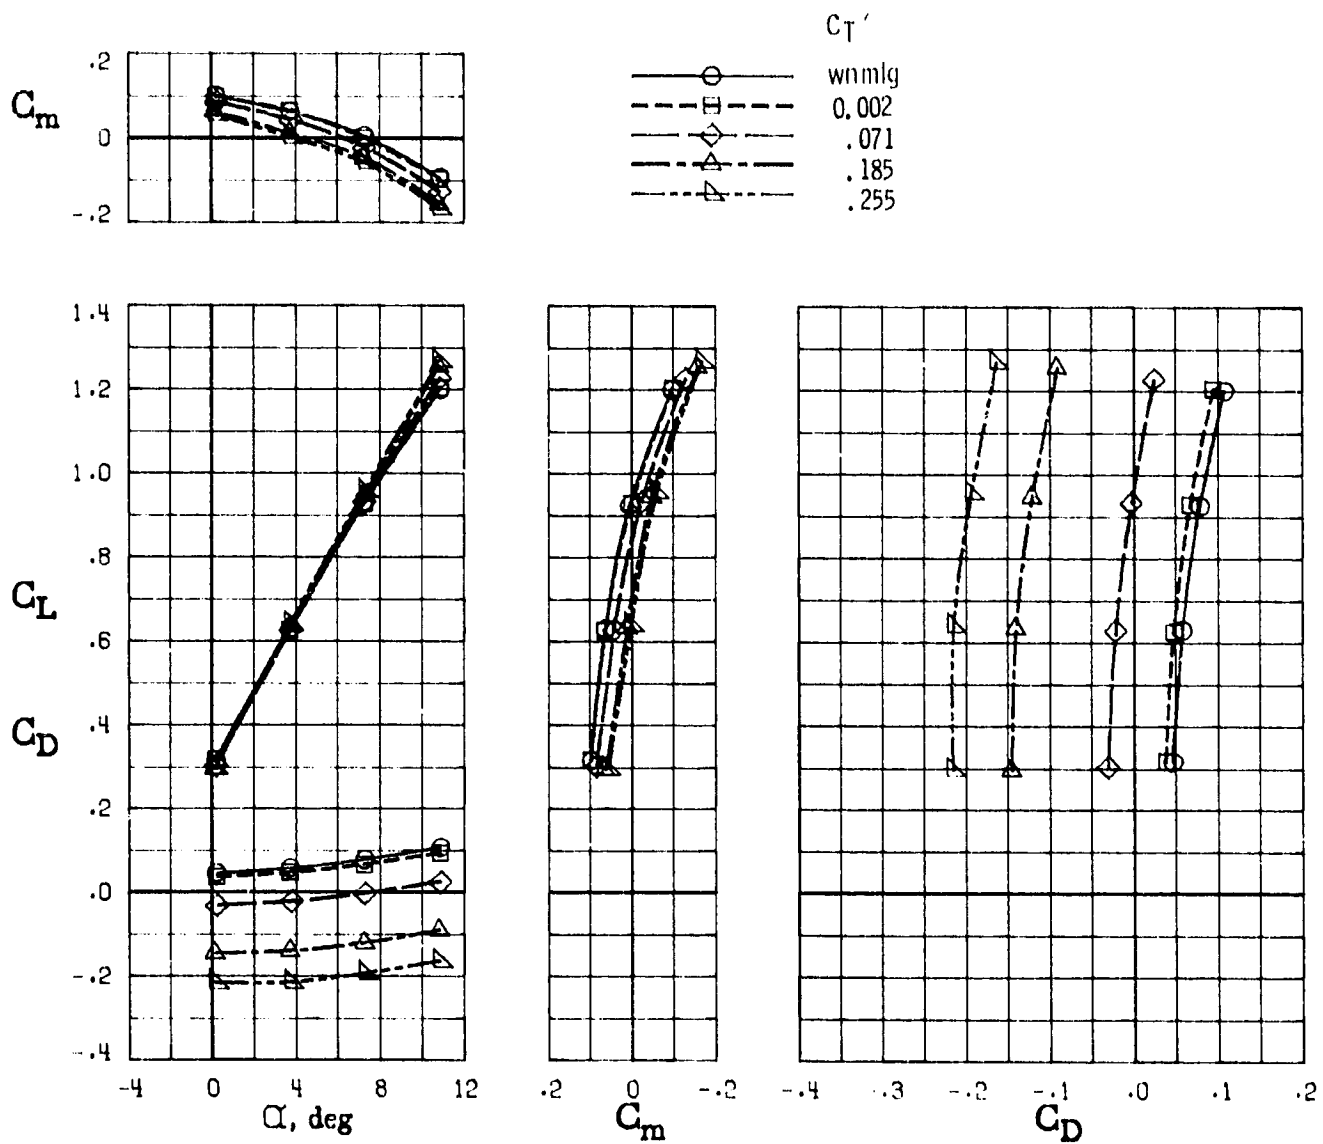 C_T'
wnmlg
0.002
.071
.185
.255
.2
C_m
0
-.2
1.4
1.2
1.0
.8
C_L
.6
C_D
.4
.2
.0
-.2
-.4
-4 0 4 8 12
α, deg
.2 0 -.2
C_m
-.4 -.3 -.2 -.1 .0 .1 .2
C_D